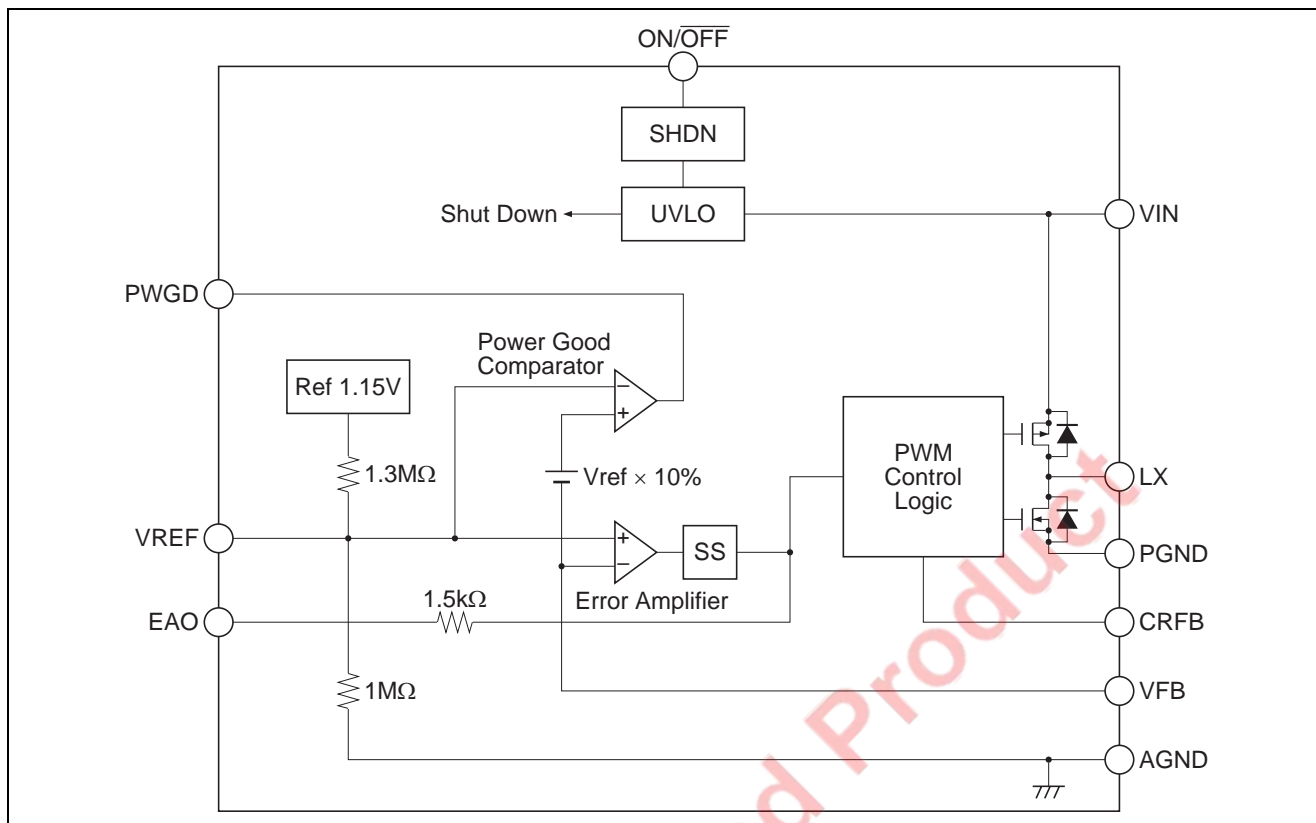 ON/OFF
SHDN
Shut Down
UVLO
VIN
PWGD
Power Good
Comparator
Ref 1.15V
−
+
1.3MΩ
Vref × 10%
PWM
Control
Logic
LX
VREF
+
−
SS
PGND
1.5kΩ
Error Amplifier
EAO
CRFB
1MΩ
VFB
AGND
d Product